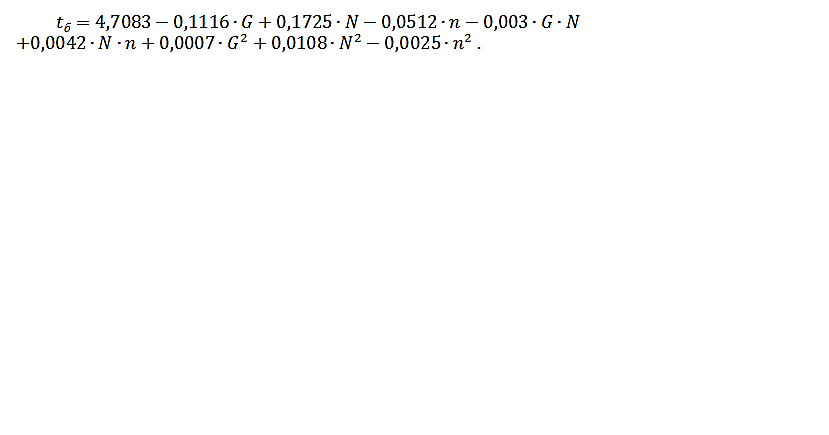 t₆ = 4,7083 − 0,1116 · G + 0,1725 · N − 0,0512 · n − 0,003 · G · N
+0,0042 · N · n + 0,0007 · G² + 0,0108 · N² − 0,0025 · n² .